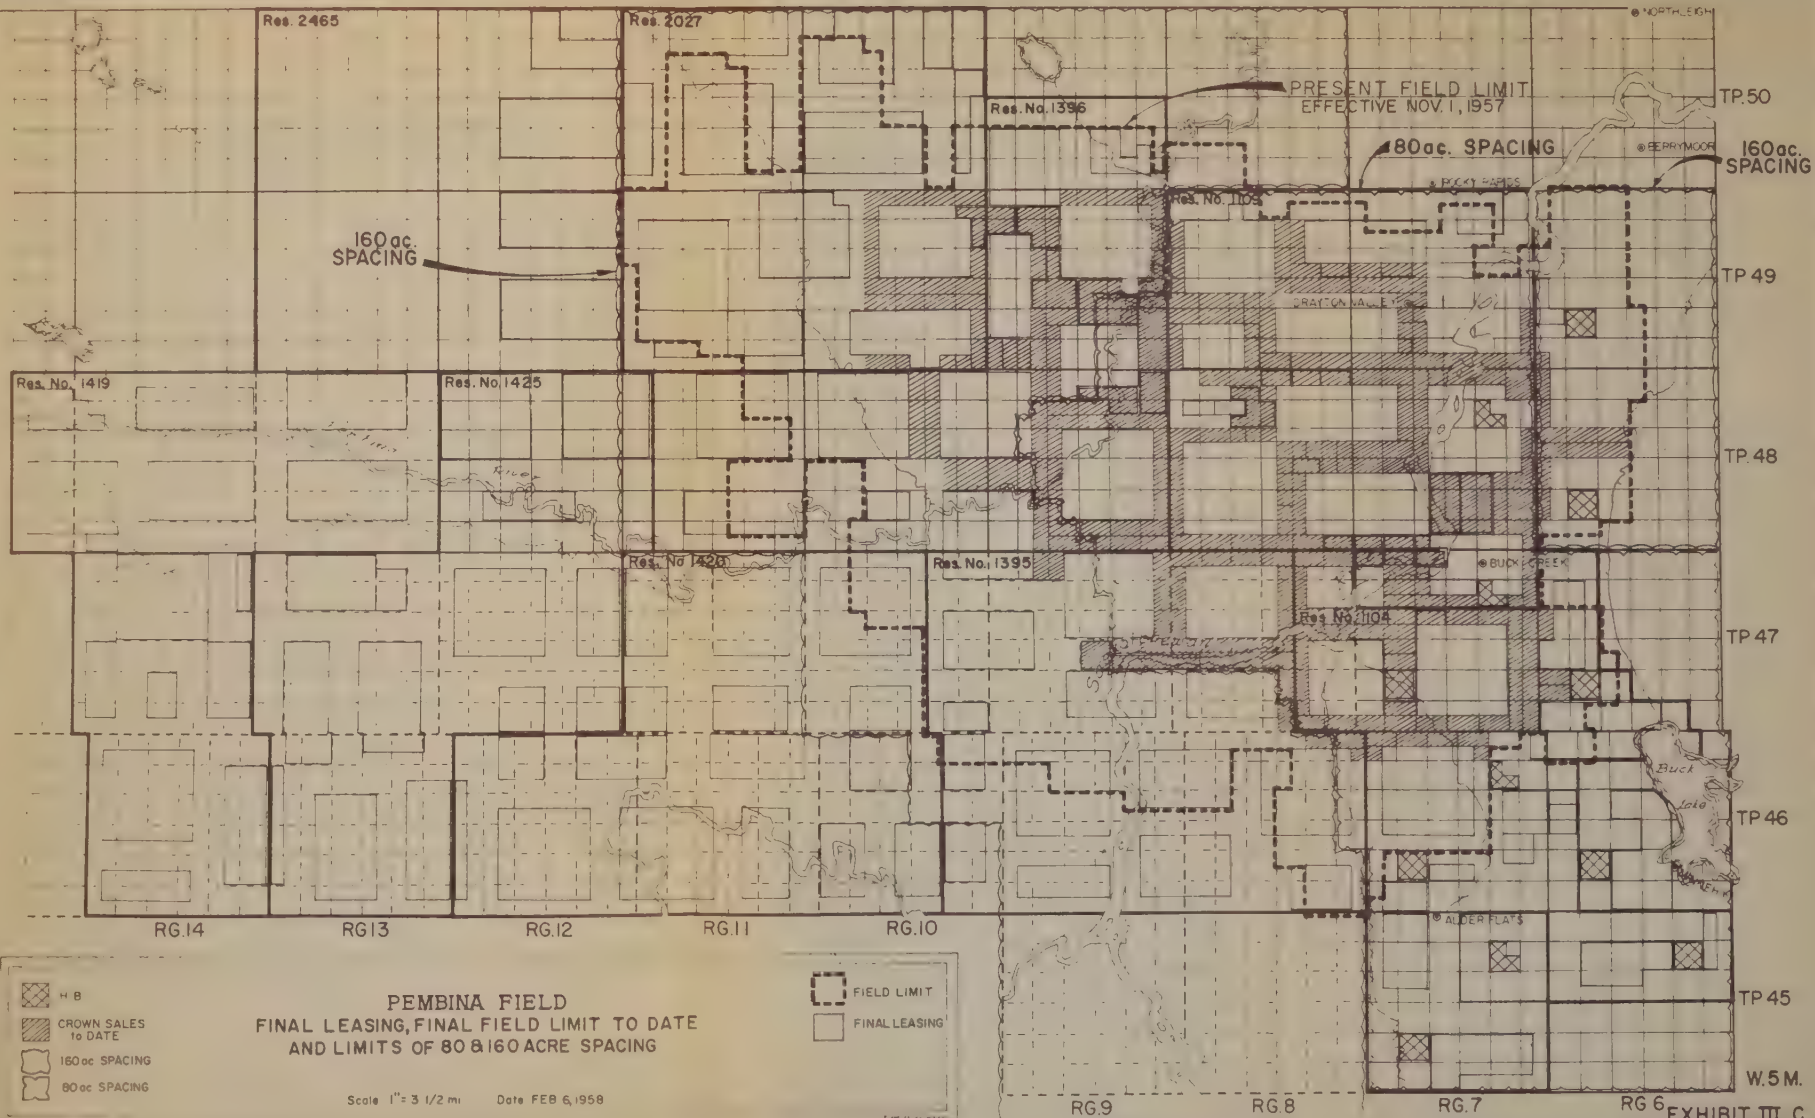 Res. 2465
Res. 2027
NORTHLEIGH
PRESENT FIELD LIMIT
EFFECTIVE NOV. 1, 1957
TP. 50
Res. No. 1396
80 ac. SPACING
BERRYMOOR
160 ac.
SPACING
ROCKY RAPIDS
Res. No. 1109
160 ac.
SPACING
TP 49
DRAYTON VALLEY
Res. No. 1419
Res. No. 1425
River
TP. 48
Res. No 1420
Res. No. 1395
BUCK CREEK
Res No. 1104
TP 47
Buck
Lake
TP 46
ALDER FLATS
RG.14
RG13
RG.12
RG.11
RG.10
TP 45
H B
CROWN SALES
to DATE
160 ac SPACING
80 ac SPACING
PEMBINA FIELD
FINAL LEASING, FINAL FIELD LIMIT TO DATE
AND LIMITS OF 80 & 160 ACRE SPACING
Scale 1"= 3 1/2 mi Date FEB 6, 1958
FIELD LIMIT
FINAL LEASING
W.5 M.
RG.9
RG.8
RG.7
RG 6
EXHIBIT III